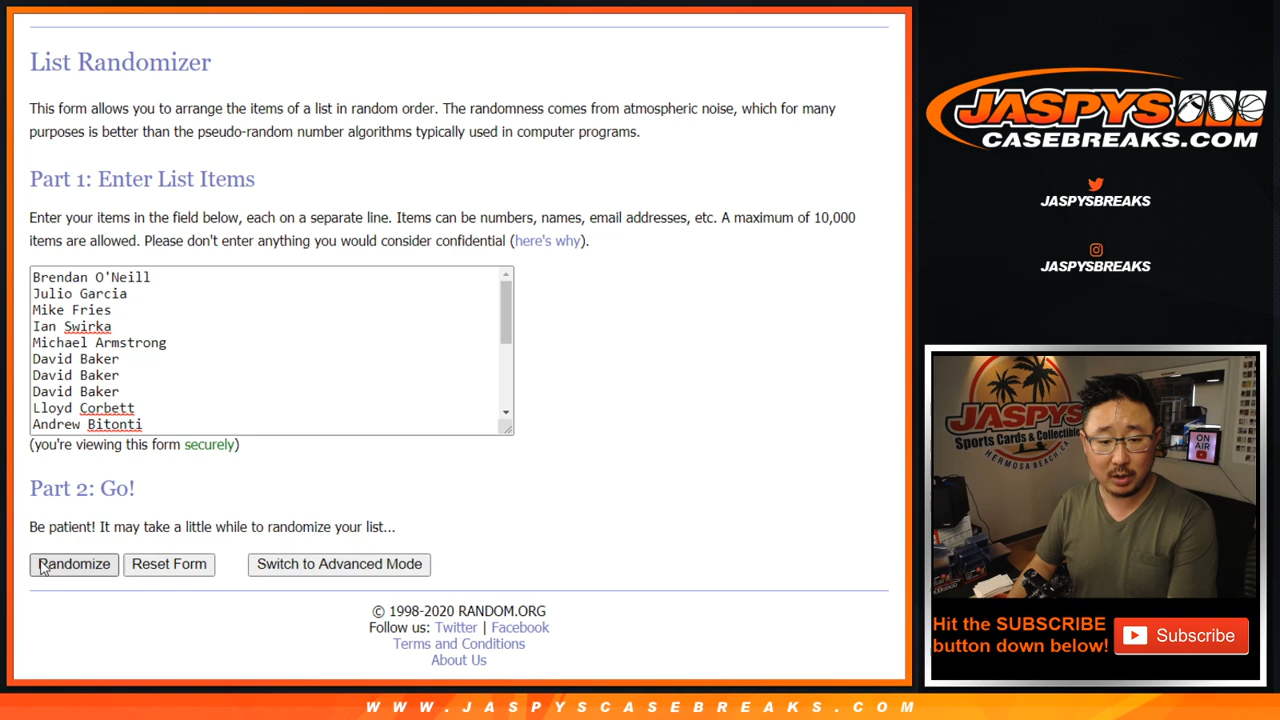 List Randomizer
This form allows you to arrange the items of a list in random order. The randomness comes from atmospheric noise, which for many
purposes is better than the pseudo-random number algorithms typically used in computer programs.
Part 1: Enter List Items
Enter your items in the field below, each on a separate line. Items can be numbers, names, email addresses, etc. A maximum of 10,000
items are allowed. Please don't enter anything you would consider confidential (here's why).
Brendan O'Neill
Julio Garcia
Mike Fries
Ian Swirka
Michael Armstrong
David Baker
David Baker
David Baker
Lloyd Corbett
Andrew Bitonti
(you're viewing this form securely)
Part 2: Go!
Be patient! It may take a little while to randomize your list...
Randomize Reset Form Switch to Advanced Mode
© 1998-2020 RANDOM.ORG
Follow us: Twitter | Facebook
Terms and Conditions
About Us
JASPYS
CASEBREAKS.COM
JASPYSBREAKS
JASPYSBREAKS
JASPYS
Sports Cards & Collectibles
HERMOSA BEACH, CA
ON
AIR
Hit the SUBSCRIBE
button down below!
Subscribe
WWW.JASPYSCASEBREAKS.COM